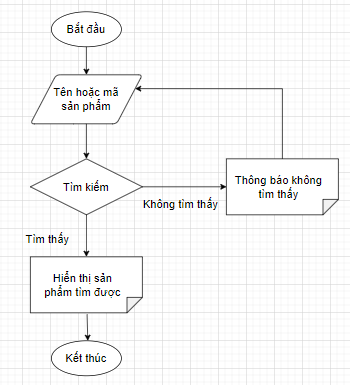 Bắt đầu
Tên hoặc mã
sản phẩm
Tìm kiếm
Không tìm thấy
Thông báo không
tìm thấy
Tìm thấy
Hiển thị sản
phẩm tìm được
Kết thúc